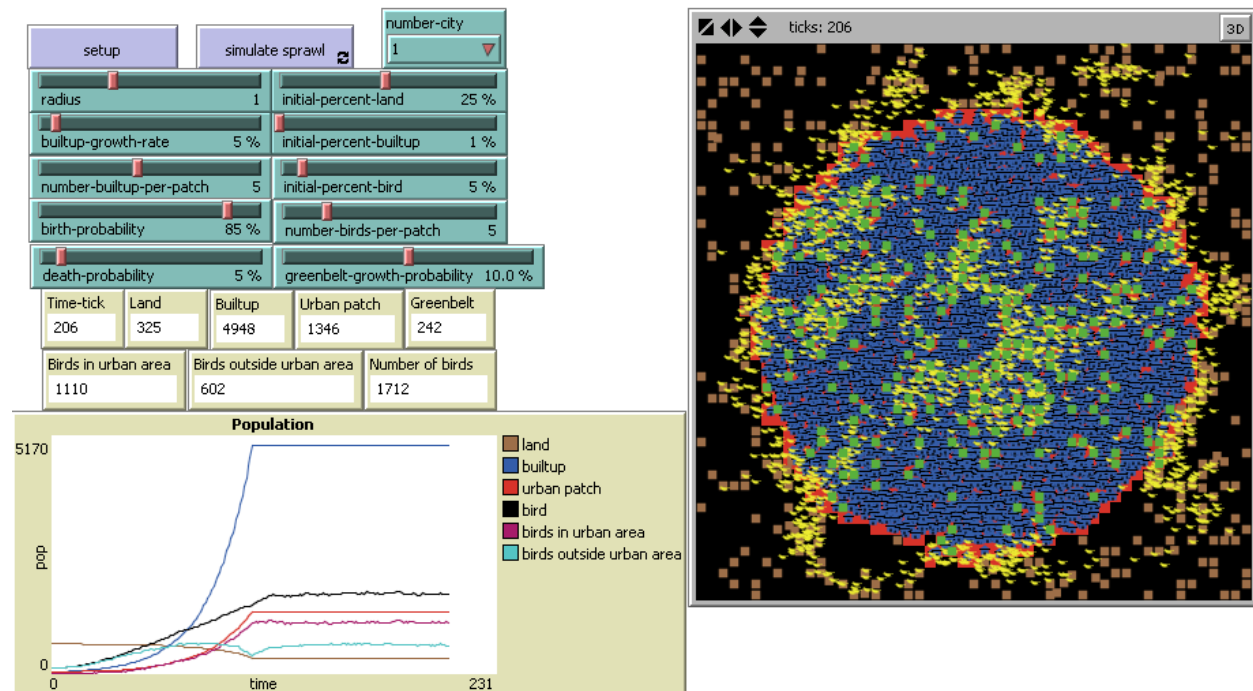 setup
simulate sprawl
number-city
1
radius 1
initial-percent-land 25 %
builtup-growth-rate 5 %
initial-percent-builtup 1 %
number-builtup-per-patch 5
initial-percent-bird 5 %
birth-probability 85 %
number-birds-per-patch 5
death-probability 5 %
greenbelt-growth-probability 10.0 %
Time-tick
206
Land
325
Builtup
4948
Urban patch
1346
Greenbelt
242
Birds in urban area
1110
Birds outside urban area
602
Number of birds
1712
Population
5170
pop
0
0
time
231
land
builtup
urban patch
bird
birds in urban area
birds outside urban area
ticks: 206
3D